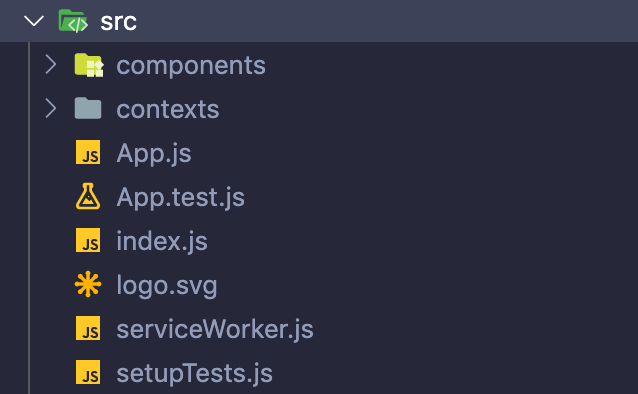 src
components
contexts
App.js
App.test.js
index.js
logo.svg
serviceWorker.js
setupTests.js